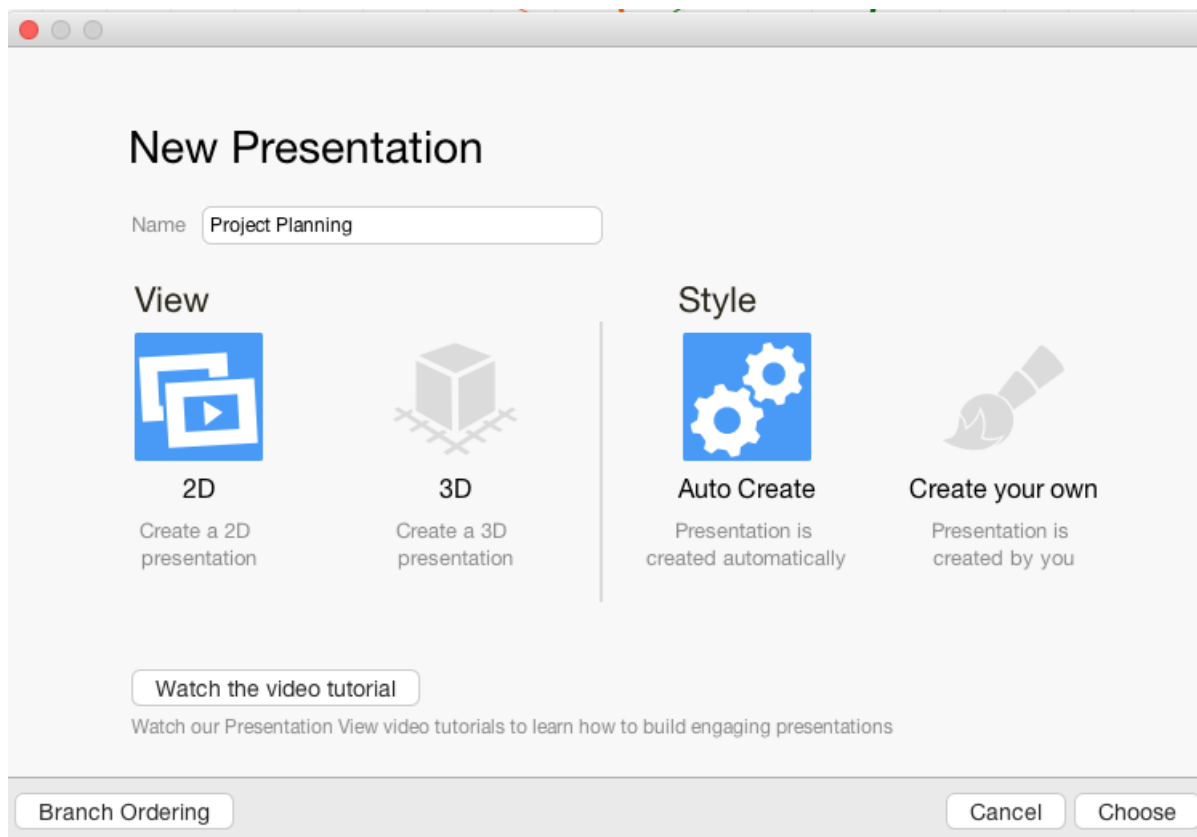 New Presentation
Name Project Planning
View
Style
2D
3D
Auto Create
Create your own
Create a 2D
presentation
Create a 3D
presentation
Presentation is
created automatically
Presentation is
created by you
Watch the video tutorial
Watch our Presentation View video tutorials to learn how to build engaging presentations
Branch Ordering
Cancel
Choose